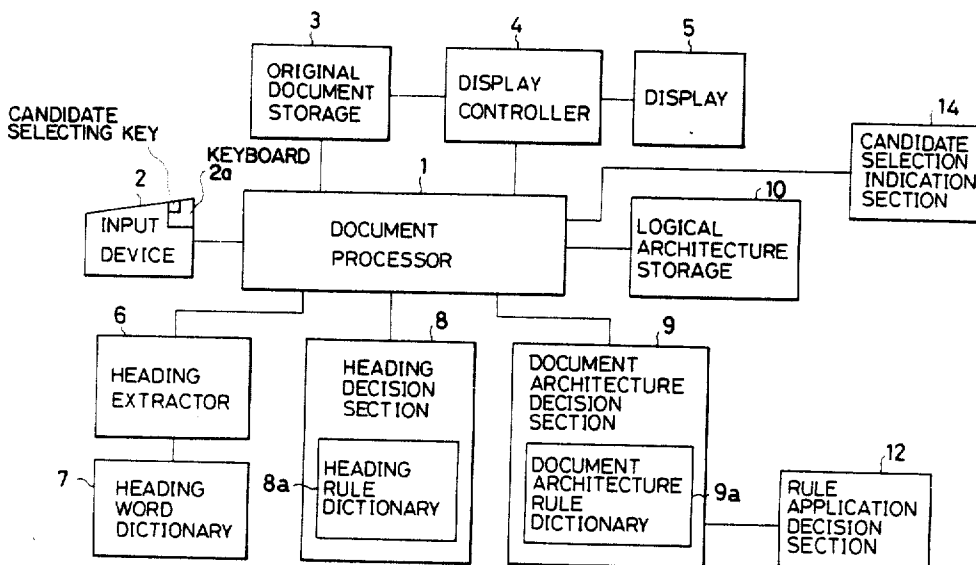 3
4
5
ORIGINAL
DOCUMENT
STORAGE
DISPLAY
CONTROLLER
DISPLAY
14
CANDIDATE
SELECTION
INDICATION
SECTION
CANDIDATE
SELECTING KEY
KEYBOARD
2a
2
INPUT
DEVICE
1
DOCUMENT
PROCESSOR
10
LOGICAL
ARCHITECTURE
STORAGE
6
HEADING
EXTRACTOR
7
HEADING
WORD
DICTIONARY
8
HEADING
DECISION
SECTION
8a
HEADING
RULE
DICTIONARY
9
DOCUMENT
ARCHITECTURE
DECISION
SECTION
DOCUMENT
ARCHITECTURE
RULE
DICTIONARY
9a
12
RULE
APPLICATION
DECISION
SECTION